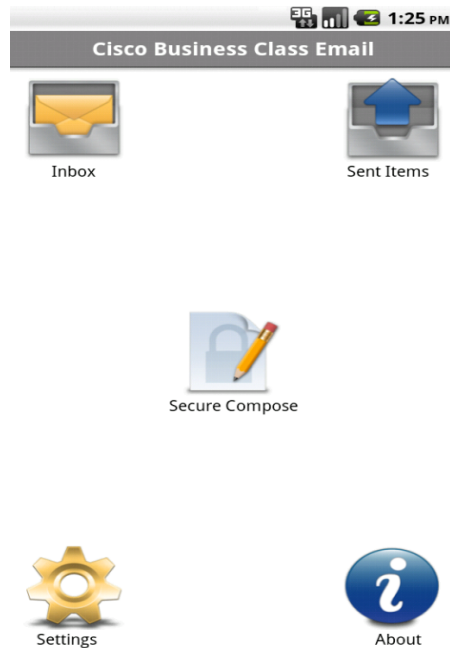 3G 1:25 PM
Cisco Business Class Email
Inbox
Sent Items
Secure Compose
Settings
About